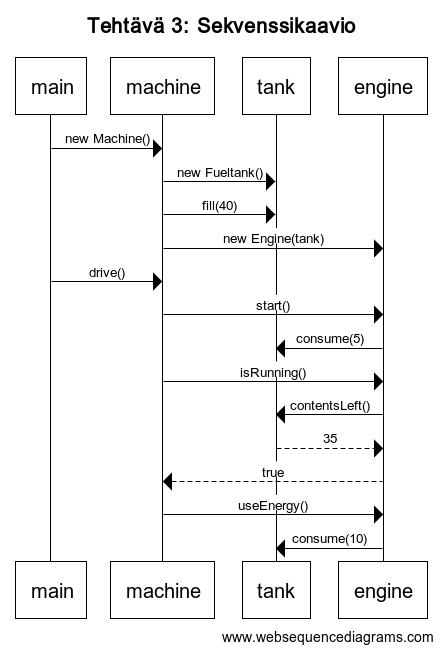 Tehtävä 3: Sekvenssikaavio
main machine tank engine
new Machine()
new Fueltank()
fill(40)
new Engine(tank)
drive()
start()
consume(5)
isRunning()
contentsLeft()
35
true
useEnergy()
consume(10)
main machine tank engine
www.websequencediagrams.com